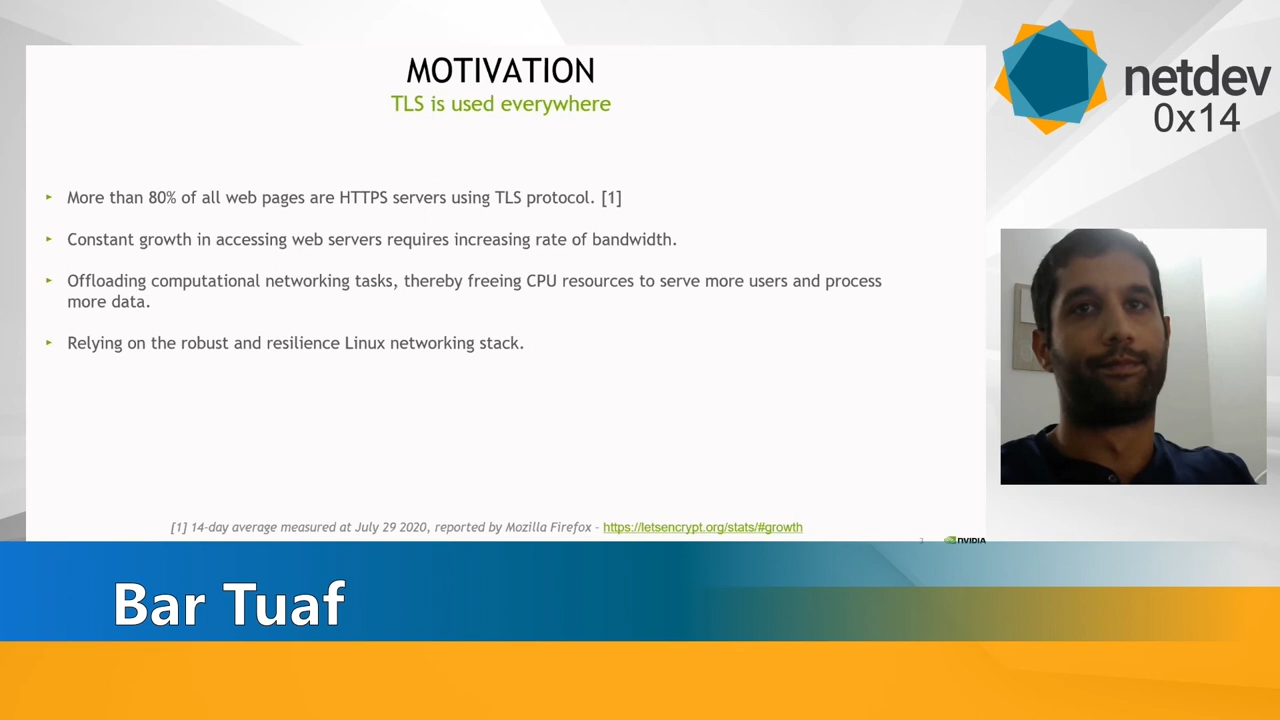 MOTIVATION
TLS is used everywhere
▸ More than 80% of all web pages are HTTPS servers using TLS protocol. [1]
▸ Constant growth in accessing web servers requires increasing rate of bandwidth.
▸ Offloading computational networking tasks, thereby freeing CPU resources to serve more users and process
more data.
▸ Relying on the robust and resilience Linux networking stack.
[1] 14-day average measured at July 29 2020, reported by Mozilla Firefox - https://letsencrypt.org/stats/#growth
3 NVIDIA
netdev
0x14
Bar Tuaf